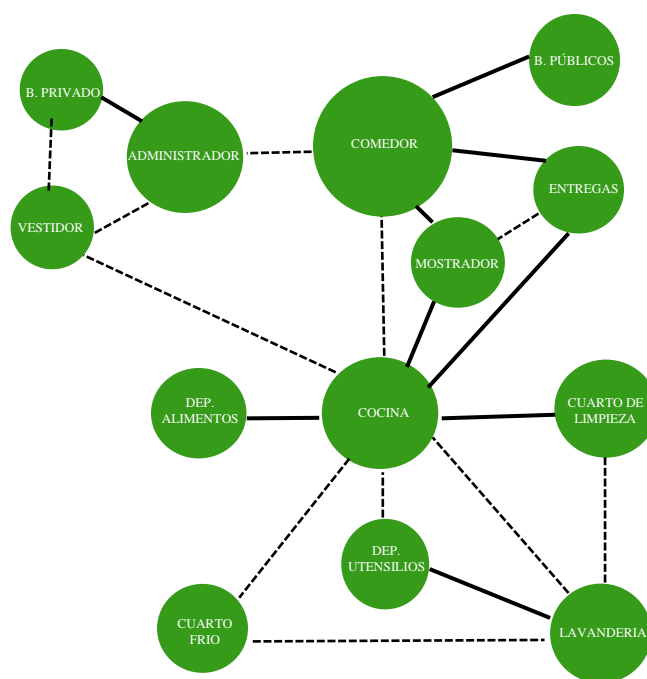 B. PÚBLICOS
B. PRIVADO
COMEDOR
ADMINISTRADOR
ENTREGAS
VESTIDOR
MOSTRADOR
DEP.
ALIMENTOS
COCINA
CUARTO DE
LIMPIEZA
DEP.
UTENSILIOS
CUARTO
FRIO
LAVANDERIA